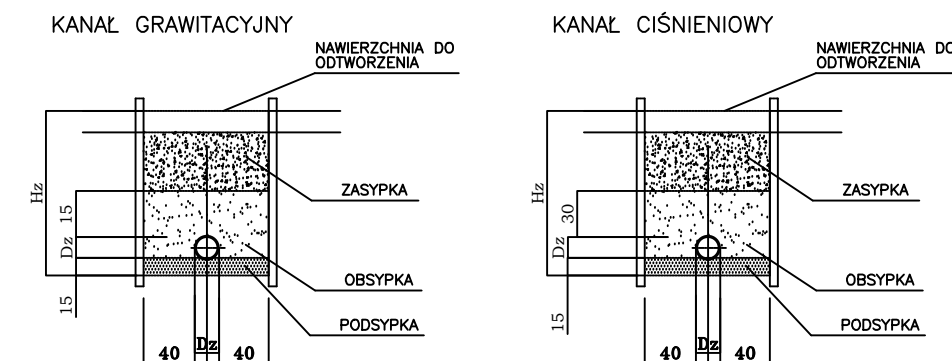 KANAŁ GRAWITACYJNY
NAWIERZCHNIA DO
ODTWORZENIA
Hz
15
Dz
15
ZASYPKA
OBSYPKA
PODSYPKA
40
Dz
40
KANAŁ CIŚNIENIOWY
NAWIERZCHNIA DO
ODTWORZENIA
Hz
30
Dz
15
ZASYPKA
OBSYPKA
PODSYPKA
40
Dz
40